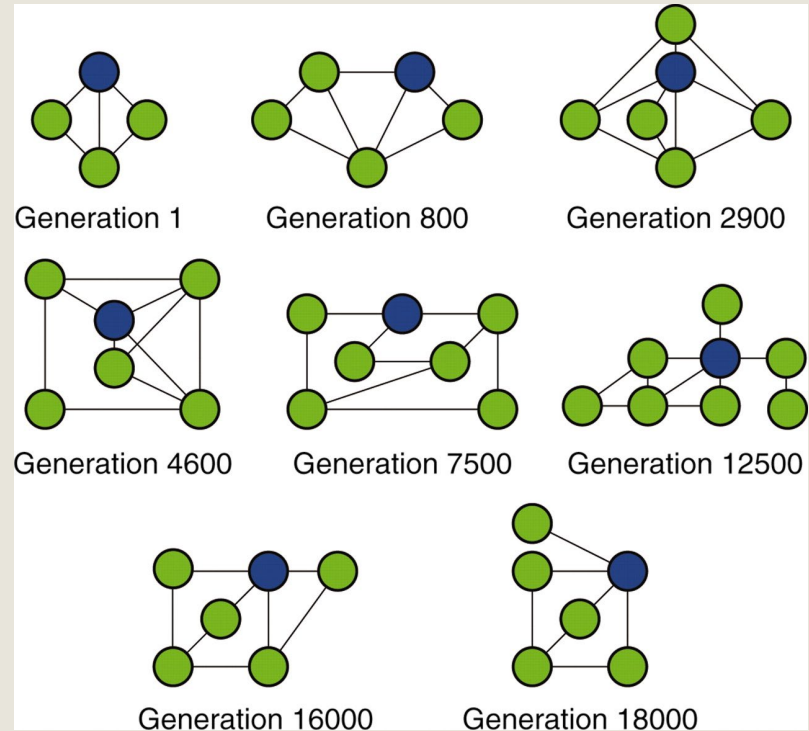 Generation 1
Generation 800
Generation 2900
Generation 4600
Generation 7500
Generation 12500
Generation 16000
Generation 18000